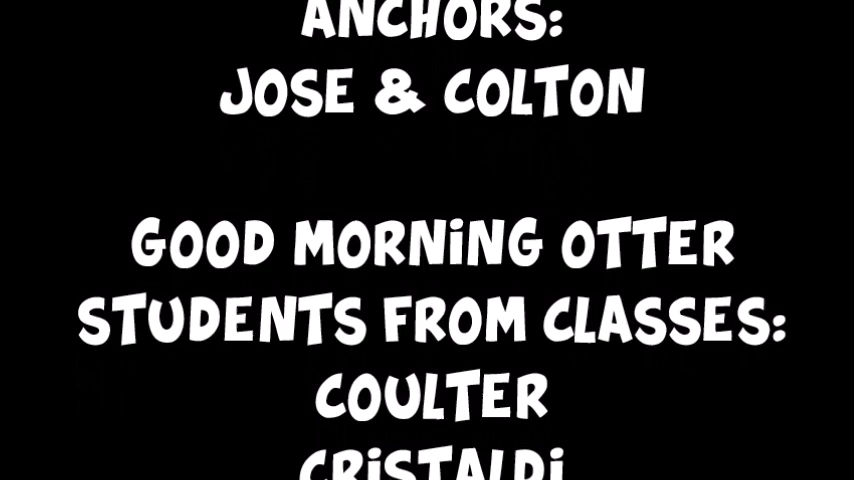 ANCHORS:
JOSE & COLTON
GOOD MORNiNG OTTER
STUDENTS FROM CLASSES:
COULTER
CRiSTALDi